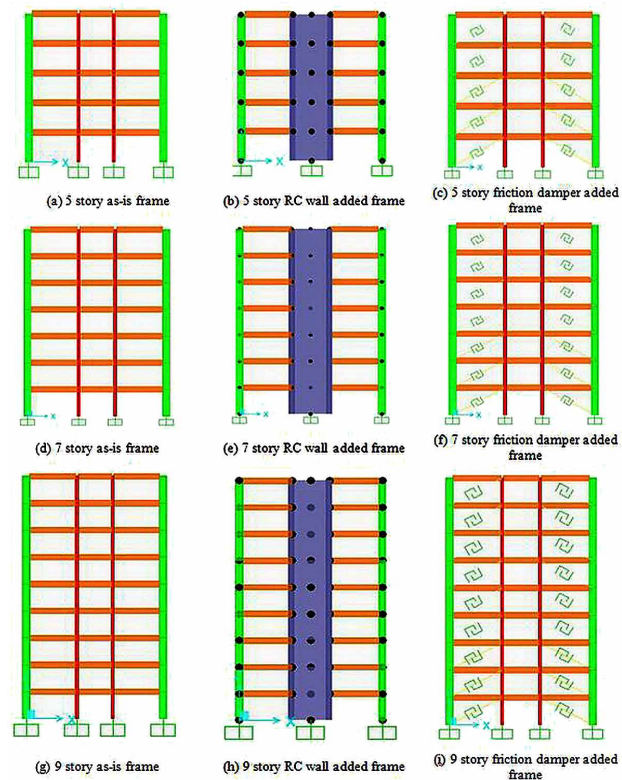 X
(a) 5 story as-is frame
X
(b) 5 story RC wall added frame
X
(c) 5 story friction damper added
frame
X
(d) 7 story as-is frame
X
(e) 7 story RC wall added frame
X
(f) 7 story friction damper added
frame
X
(g) 9 story as-is frame
X
(h) 9 story RC wall added frame
X
(i) 9 story friction damper added
frame